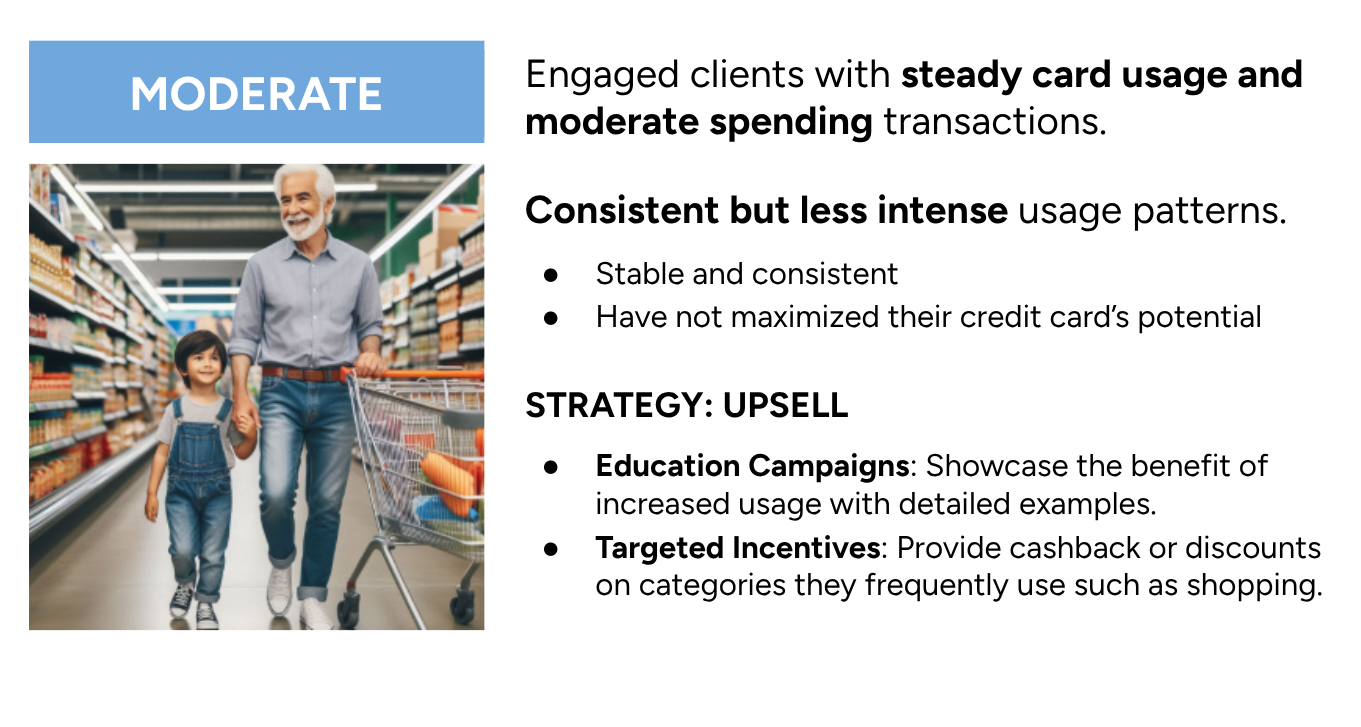 MODERATE
Engaged clients with steady card usage and
moderate spending transactions.
Consistent but less intense usage patterns.
● Stable and consistent
● Have not maximized their credit card’s potential
STRATEGY: UPSELL
● Education Campaigns: Showcase the benefit of
increased usage with detailed examples.
● Targeted Incentives: Provide cashback or discounts
on categories they frequently use such as shopping.